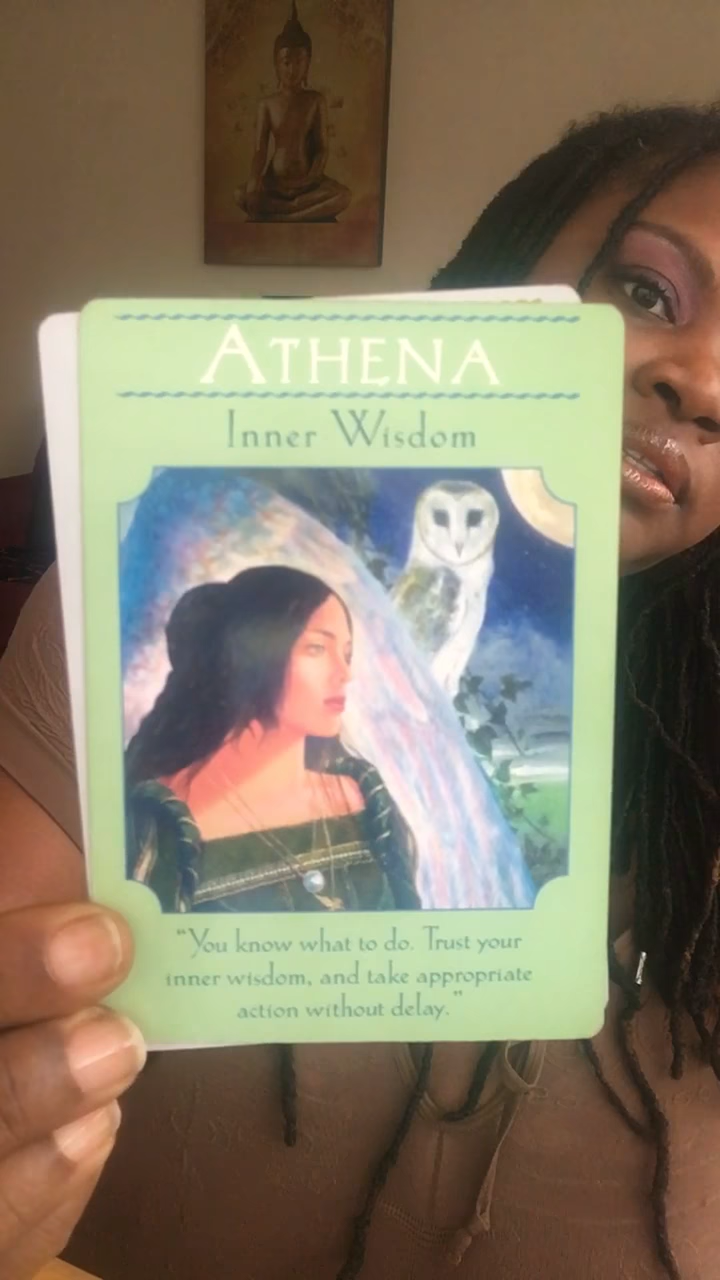 ATHENA
Inner Wisdom
"You know what to do. Trust your
inner wisdom, and take appropriate
action without delay."